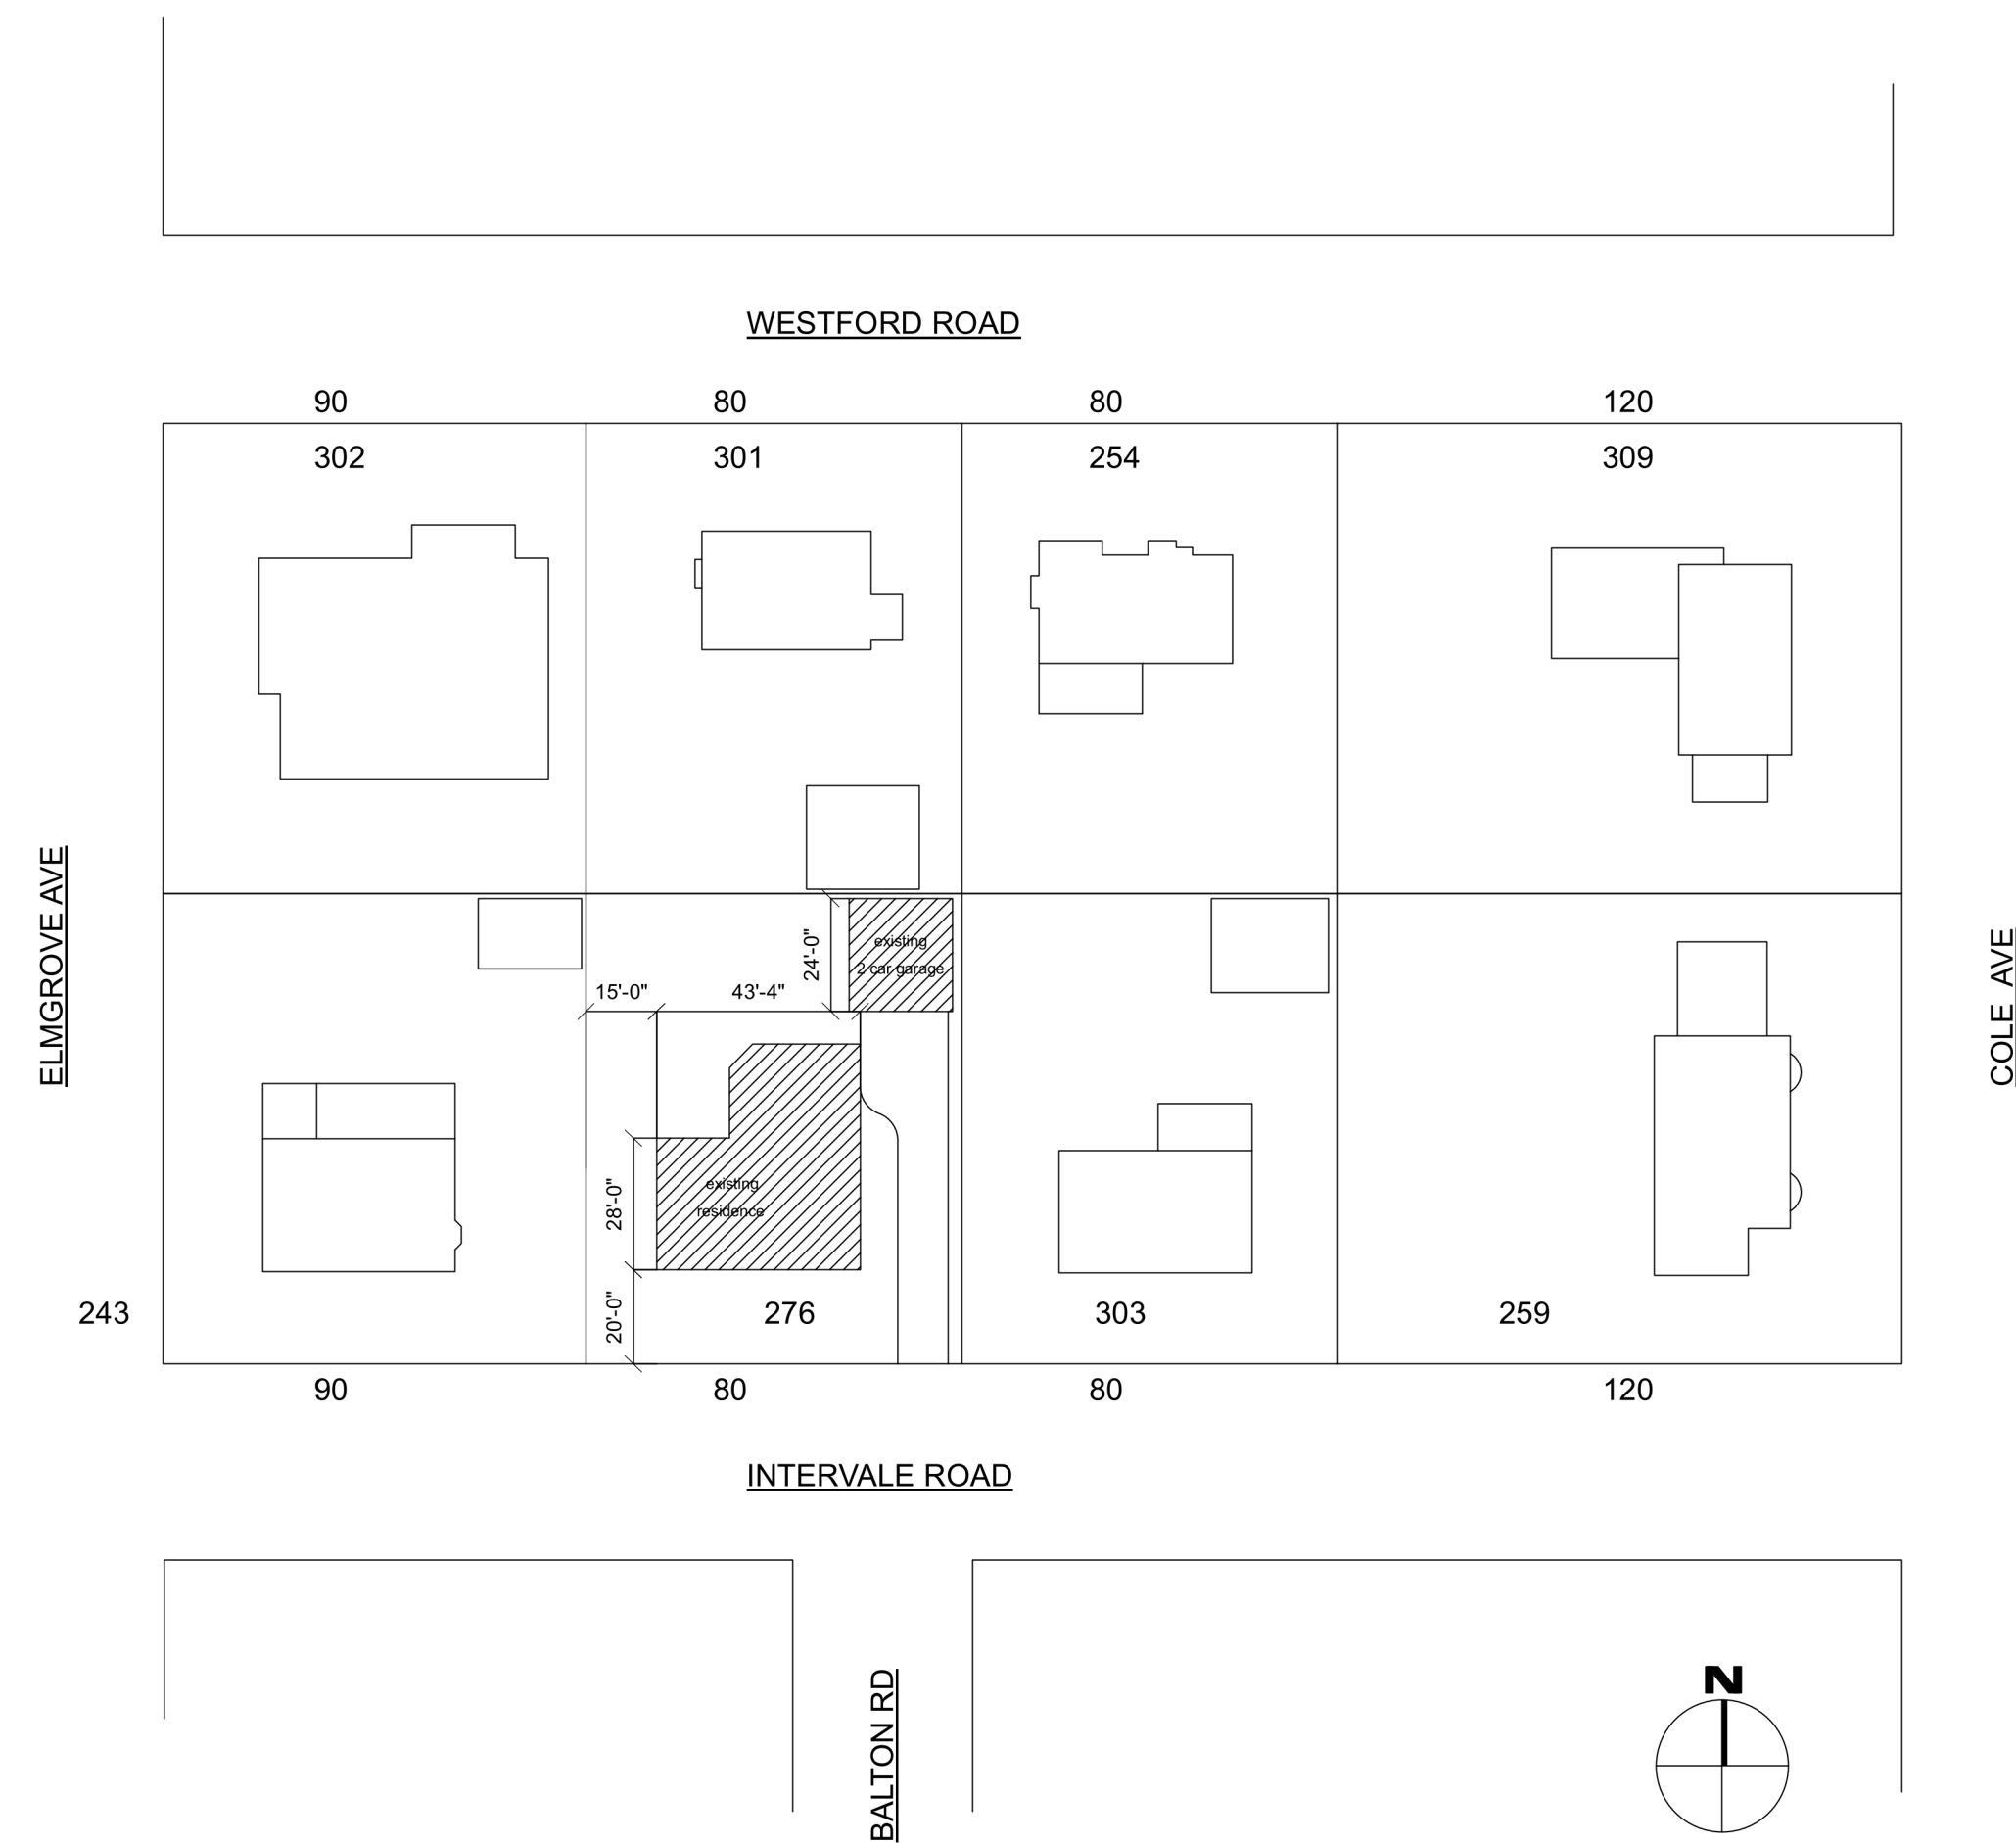 WESTFORD ROAD
90 80 80 120
302 301 254 309
ELMGROVE AVE
COLE AVE
24'-0"
existing
2 car garage
15'-0" 43'-4"
28'-0"
existing
residence
20'-0"
243 276 303 259
90 80 80 120
INTERVALE ROAD
BALTON RD
N